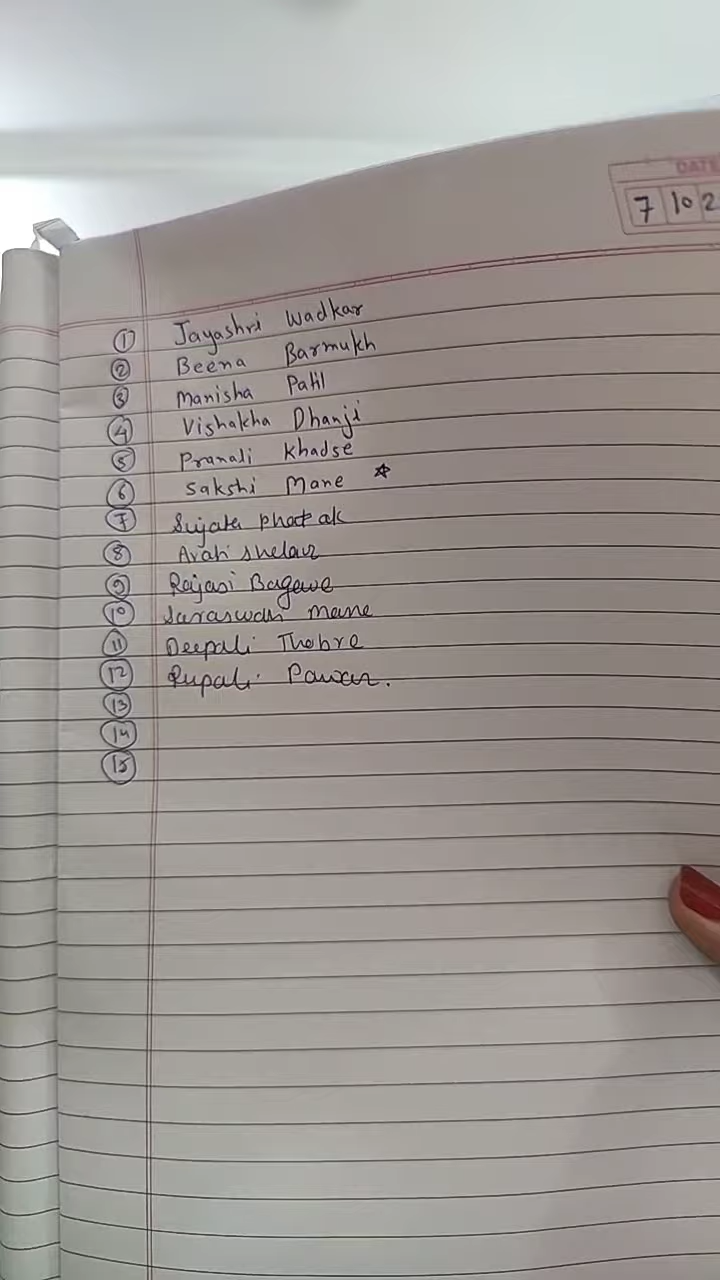 DATE
7 10 2
1 Jayashri Wadkar
2 Beena Barmukh
3 Manisha Patil
4 Vishakha Dhanji
5 Pranali Khadse
6 Sakshi Mane ☆
7 Sujata phatak
8 Arati shelar
9 Rajasi Bagewe
10 Saraswati mane
11 Deepali Thobre
12 Rupali Pawar.
13
14
15